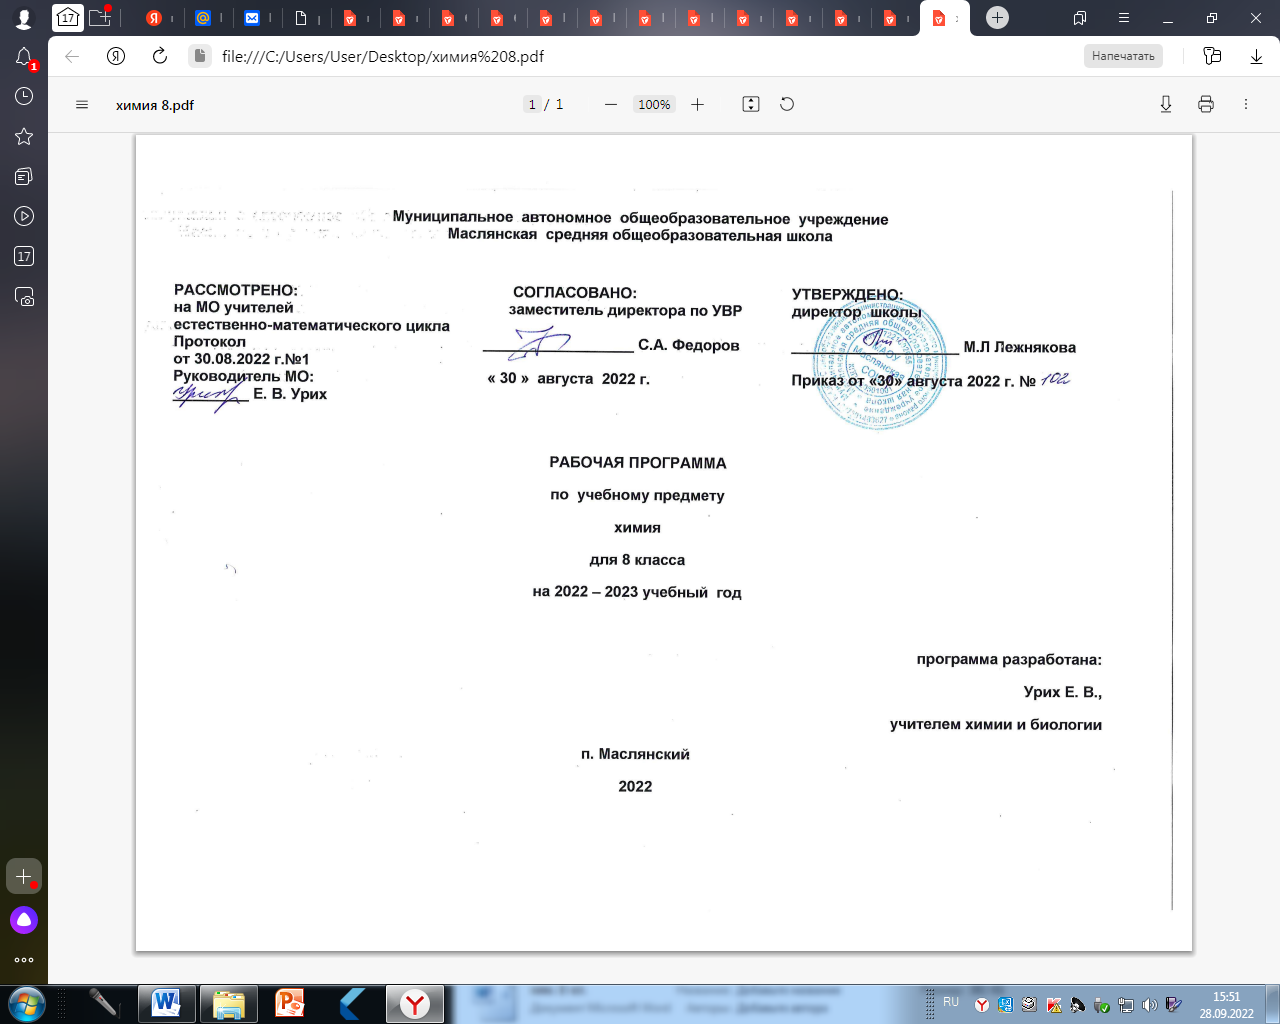 17
file:///C:/Users/User/Desktop/химия%208.pdf
Напечатать
1
химия 8.pdf
1 / 1
100%
17
Муниципальное автономное общеобразовательное учреждение
Маслянская средняя общеобразовательная школа
РАССМОТРЕНО:
на МО учителей
естественно-математического цикла
Протокол
от 30.08.2022 г.№1
Руководитель МО:
Е. В. Урих
СОГЛАСОВАНО:
заместитель директора по УВР
С.А. Федоров
« 30 » августа 2022 г.
УТВЕРЖДЕНО:
директор школы
М.Л Лежнякова
Приказ от «30» августа 2022 г. № 102
РАБОЧАЯ ПРОГРАММА
по учебному предмету
химия
для 8 класса
на 2022 – 2023 учебный год
программа разработана:
Урих Е. В.,
учителем химии и биологии
п. Маслянский
2022
RU
15:51
28.09.2022